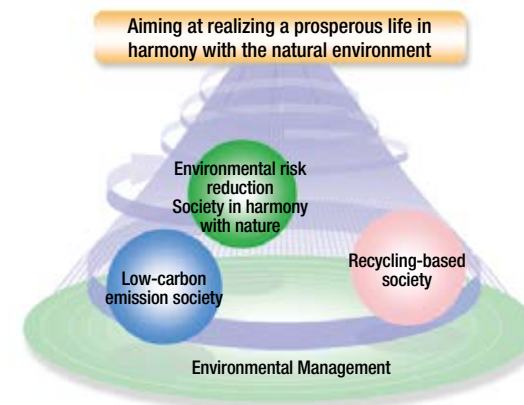 Aiming at realizing a prosperous life in
harmony with the natural environment
Environmental risk
reduction
Society in harmony
with nature
Low-carbon
emission society
Recycling-based
society
Environmental Management